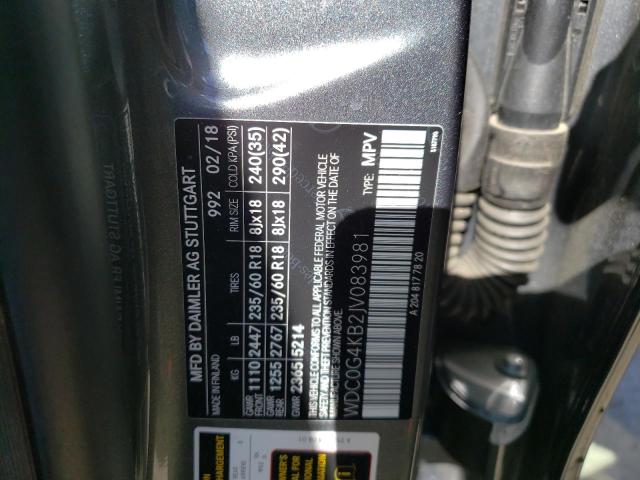 MFD BY DAIMLER AG STUTTGART
MADE IN FINLAND 992 02/18
KG LB TIRES RIM SIZE COLD KPA(PSI)
GWR FRONT 1110 2447 235/60 R18 8Jx18 240(35)
GWR REAR 1255 2767 235/60 R18 8Jx18 290(42)
GVWR 2365 5214
THIS VEHICLE CONFORMS TO ALL APPLICABLE FEDERAL MOTOR VEHICLE
SAFETY, BUMPER, AND THEFT PREVENTION STANDARDS IN EFFECT ON THE DATE OF
MANUFACTURE SHOWN ABOVE.
TYPE: MPV
WDC0G4KB2JV083981
A 204 817 78 20